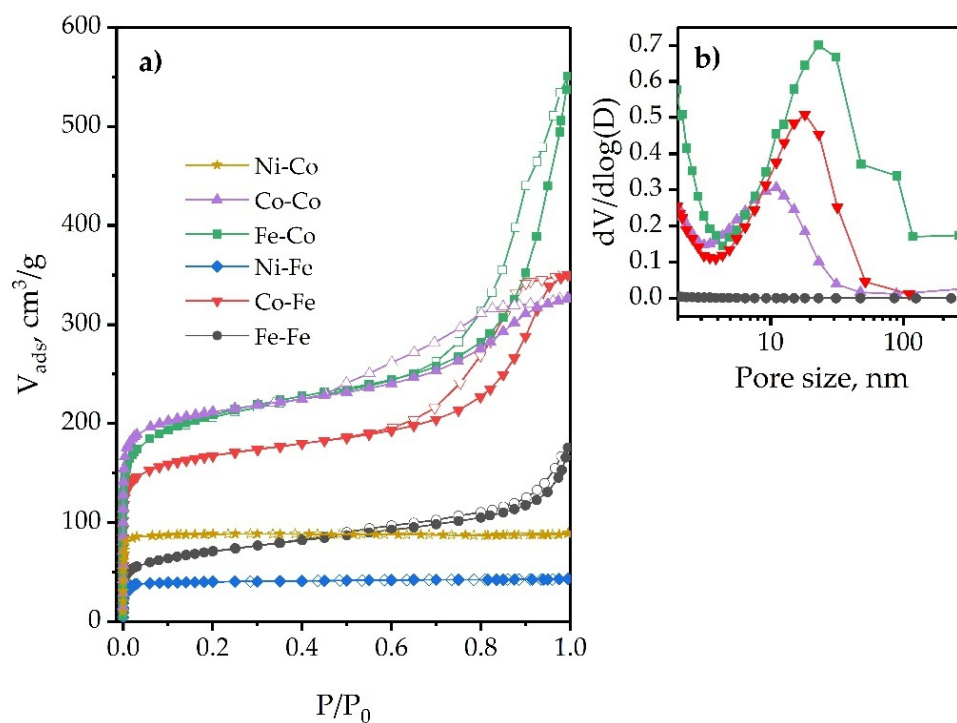 a)
600
500
400
300
200
100
0
V_ads, cm³/g
Ni-Co
Co-Co
Fe-Co
Ni-Fe
Co-Fe
Fe-Fe
0.0 0.2 0.4 0.6 0.8 1.0
P/P₀
b)
0.7
0.6
0.5
0.4
0.3
0.2
0.1
0.0
dV/dlog(D)
10 100
Pore size, nm